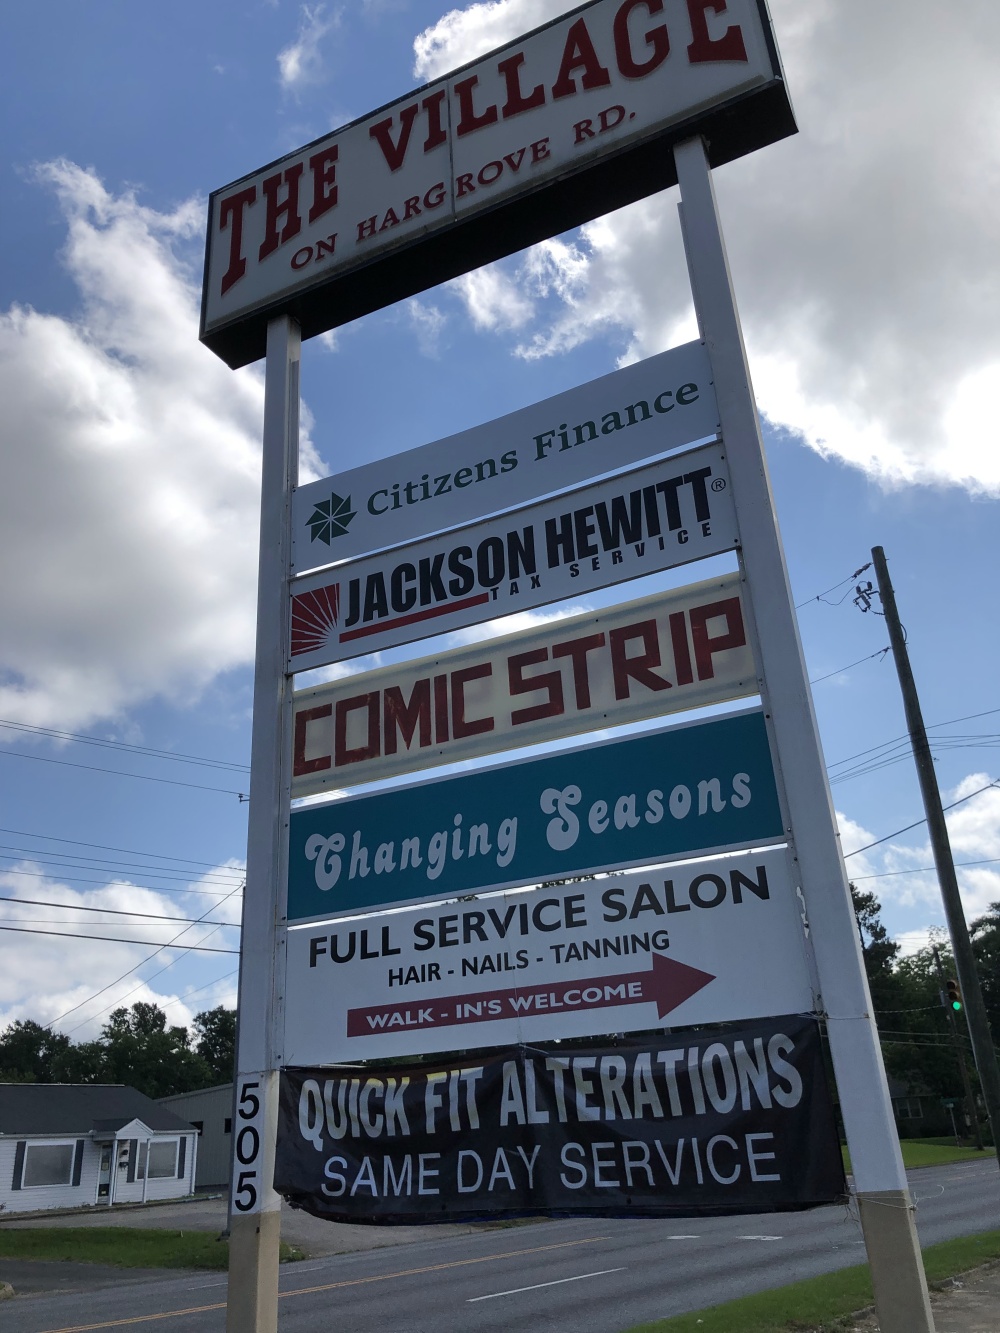 THE VILLAGE
ON HARGROVE RD.
Citizens Finance
JACKSON HEWITT®
TAX SERVICE
COMIC STRIP
Changing Seasons
FULL SERVICE SALON
HAIR - NAILS - TANNING
WALK - IN'S WELCOME
QUICK FIT ALTERATIONS
SAME DAY SERVICE
505